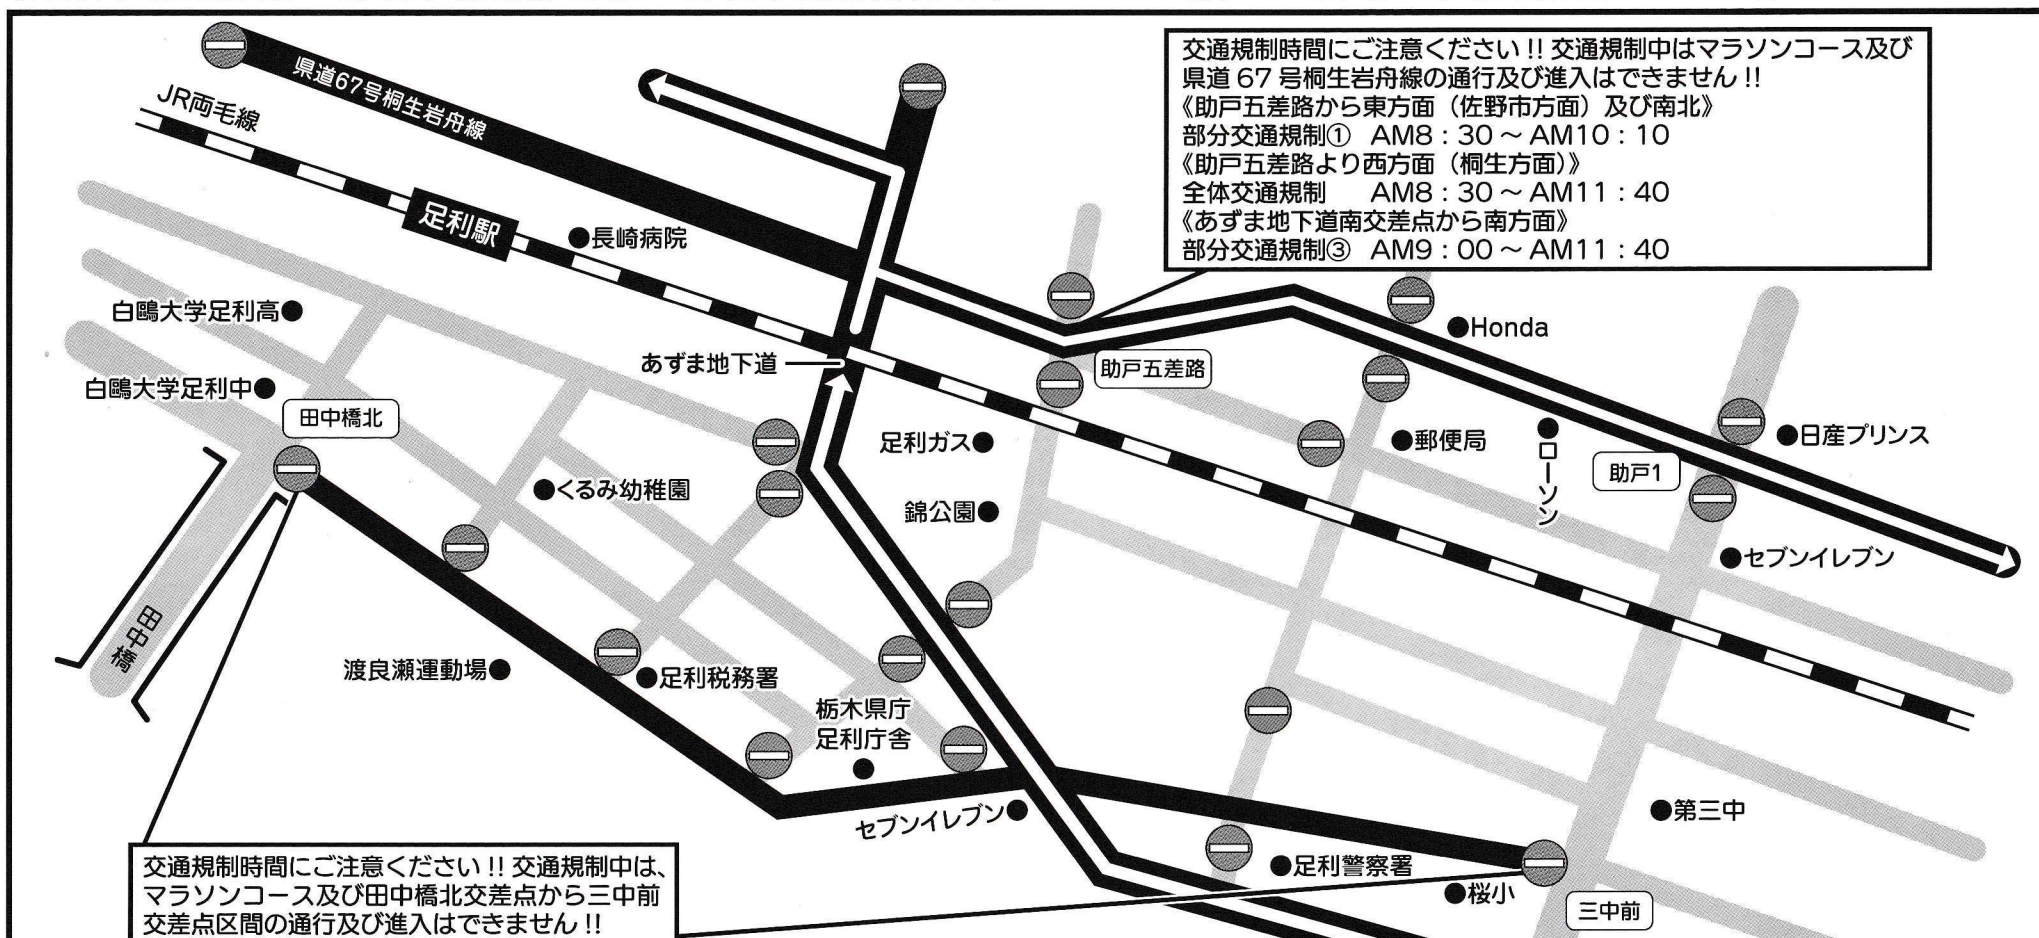 交通規制時間にご注意ください!! 交通規制中はマラソンコース及び
県道67号桐生岩舟線の通行及び進入はできません!!
《助戸五差路から東方面（佐野市方面）及び南北》
部分交通規制① AM8：30～AM10：10
《助戸五差路より西方面（桐生方面）》
全体交通規制 AM8：30～AM11：40
《あずま地下道南交差点から南方面》
部分交通規制③ AM9：00～AM11：40
県道67号桐生岩舟線
JR両毛線
足利駅
長崎病院
白鷗大学足利高
Honda
あずま地下道
助戸五差路
白鷗大学足利中
田中橋北
足利ガス
郵便局
ローソン
日産プリンス
助戸1
くるみ幼稚園
錦公園
セブンイレブン
田中橋
渡良瀬運動場
足利税務署
栃木県庁
足利庁舎
セブンイレブン
第三中
足利警察署
桜小
三中前
交通規制時間にご注意ください!! 交通規制中は、
マラソンコース及び田中橋北交差点から三中前
交差点区間の通行及び進入はできません!!